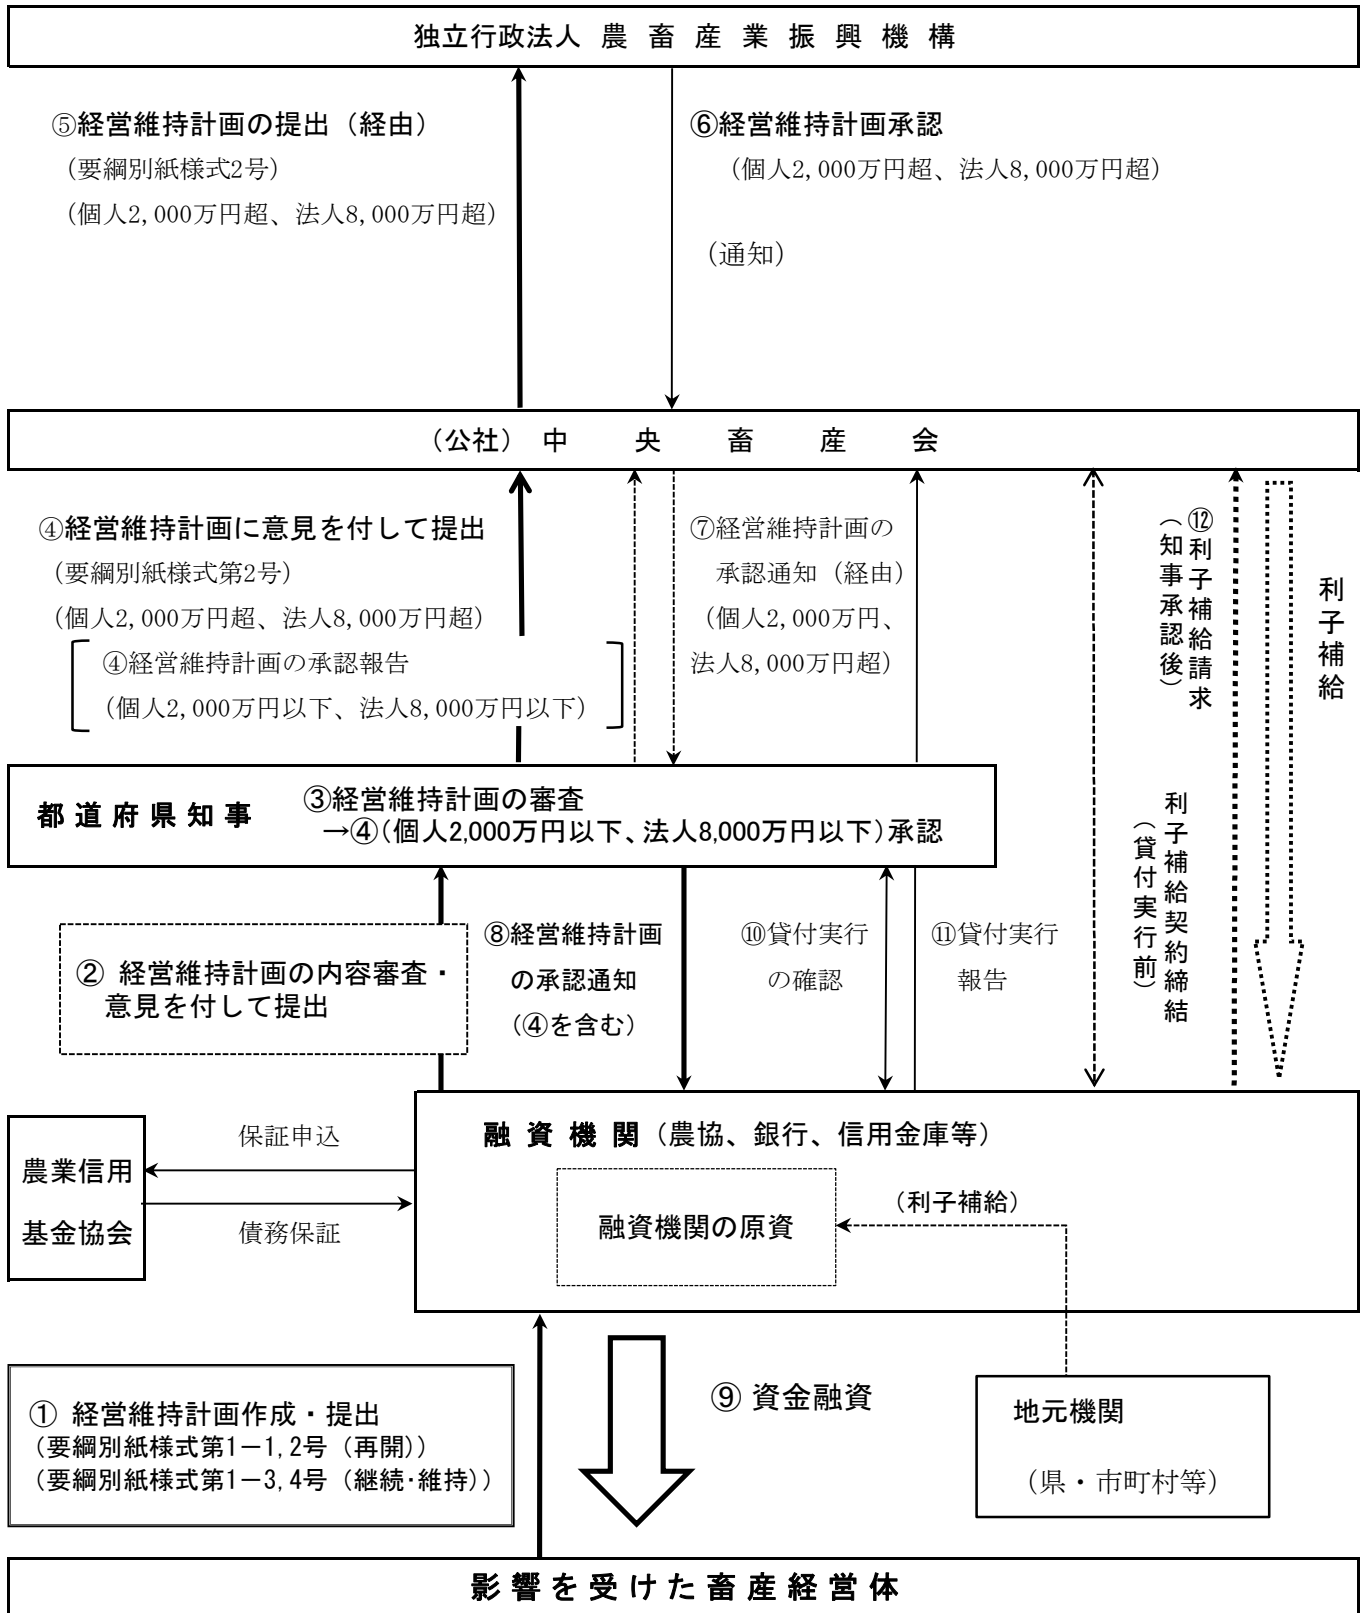 独立行政法人 農 畜 産 業 振 興 機 構
⑤経営維持計画の提出（経由）
（要綱別紙様式2号）
（個人2,000万円超、法人8,000万円超）
⑥経営維持計画承認
（個人2,000万円超、法人8,000万円超）
（通知）
（公社） 中 央 畜 産 会
④経営維持計画に意見を付して提出
（要綱別紙様式第2号）
（個人2,000万円超、法人8,000万円超）
④経営維持計画の承認報告
（個人2,000万円以下、法人8,000万円以下）
⑦経営維持計画の
承認通知（経由）
（個人2,000万円、
法人8,000万円超）
⑫利子補給請求
（知事承認後）
利子補給
都道府県知事
③経営維持計画の審査
→④（個人2,000万円以下、法人8,000万円以下）承認
利子補給契約締結
（貸付実行前）
② 経営維持計画の内容審査・
意見を付して提出
⑧経営維持計画
の承認通知
（④を含む）
⑩貸付実行
の確認
⑪貸付実行
報告
農業信用
基金協会
保証申込
債務保証
融 資 機 関（農協、銀行、信用金庫等）
融資機関の原資
（利子補給）
① 経営維持計画作成・提出
（要綱別紙様式第1－1,2号（再開））
（要綱別紙様式第1－3,4号（継続・維持））
⑨ 資金融資
地元機関
（県・市町村等）
影響を受けた畜産経営体